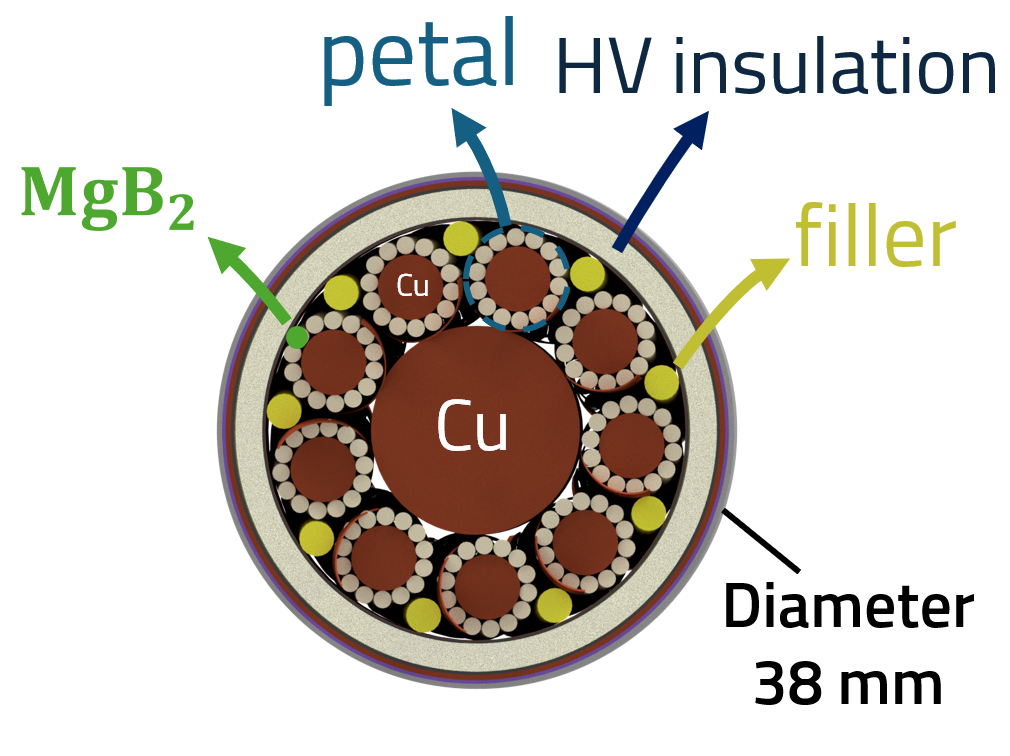 petal
HV insulation
MgB₂
filler
Cu
Cu
Diameter
38 mm